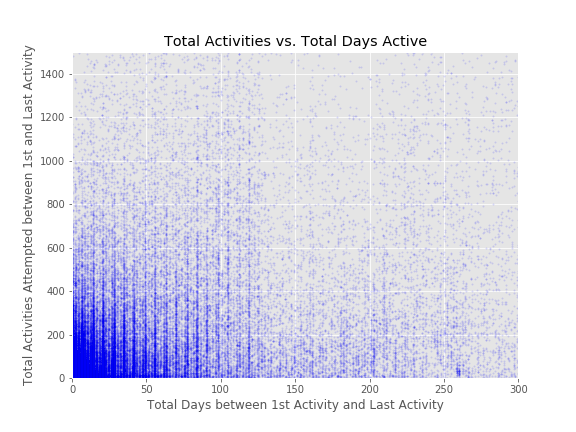 Total Activities vs. Total Days Active
Total Activities Attempted between 1st and Last Activity
1400
1200
1000
800
600
400
200
0
0 50 100 150 200 250 300
Total Days between 1st Activity and Last Activity